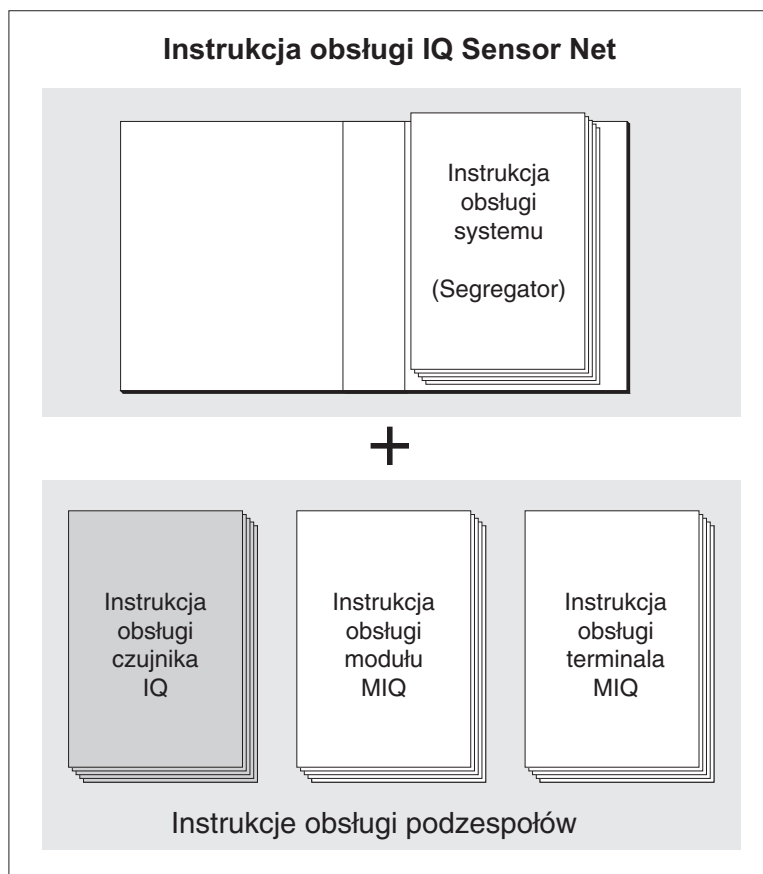 Instrukcja obsługi IQ Sensor Net
Instrukcja
obsługi
systemu
(Segregator)
+
Instrukcja
obsługi
czujnika
IQ
Instrukcja
obsługi
modułu
MIQ
Instrukcja
obsługi
terminala
MIQ
Instrukcje obsługi podzespołów